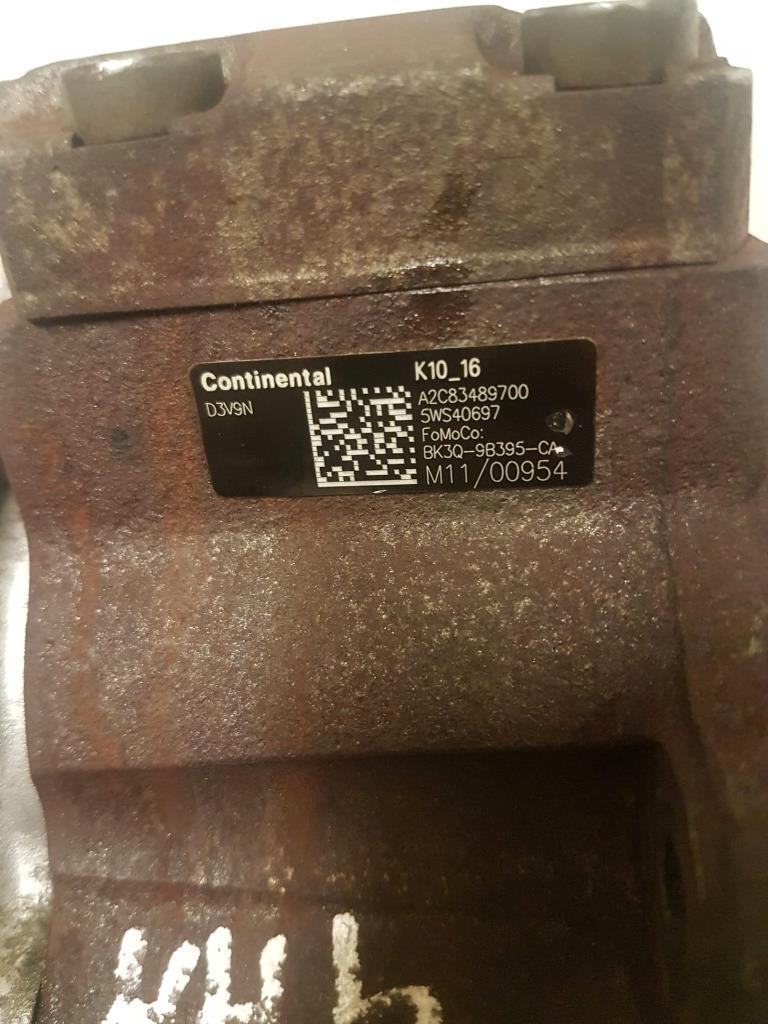 Continental
D3V9N
K10_16
A2C83489700
5WS40697
FoMoCo:
BK3Q-9B395-CA
M11/00954